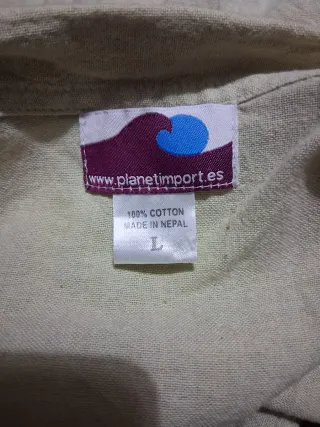 www.planetimport.es
100% COTTON
MADE IN NEPAL
L